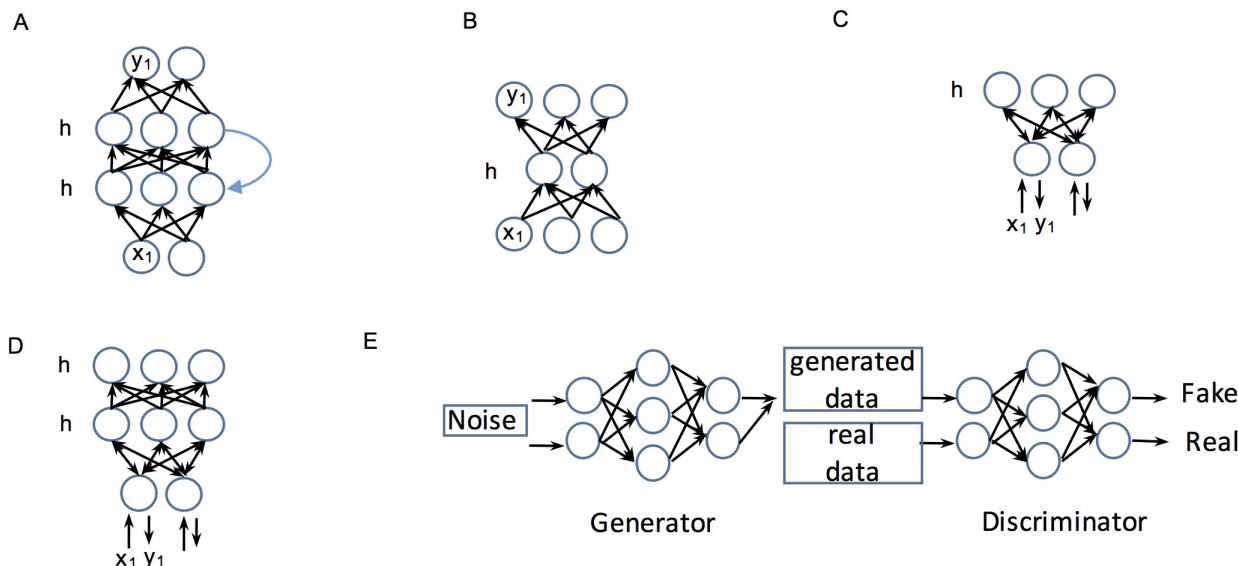 A
y₁
h
h
x₁
B
y₁
h
x₁
C
h
x₁ y₁
D
h
h
x₁ y₁
E
Noise
generated
data
real
data
Fake
Real
Generator
Discriminator